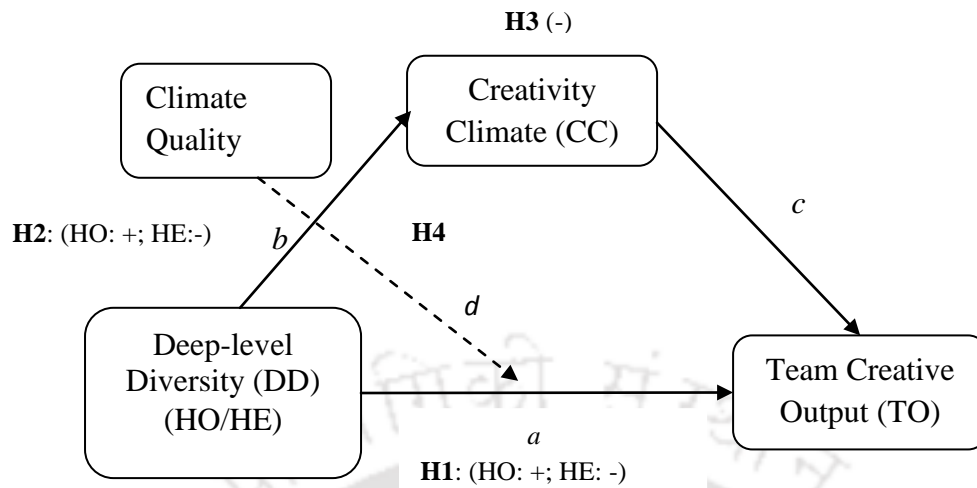 H3 (-)
Climate
Quality
Creativity
Climate (CC)
H2: (HO: +; HE:-)
b
H4
c
d
Deep-level
Diversity (DD)
(HO/HE)
Team Creative
Output (TO)
a
H1: (HO: +; HE: -)